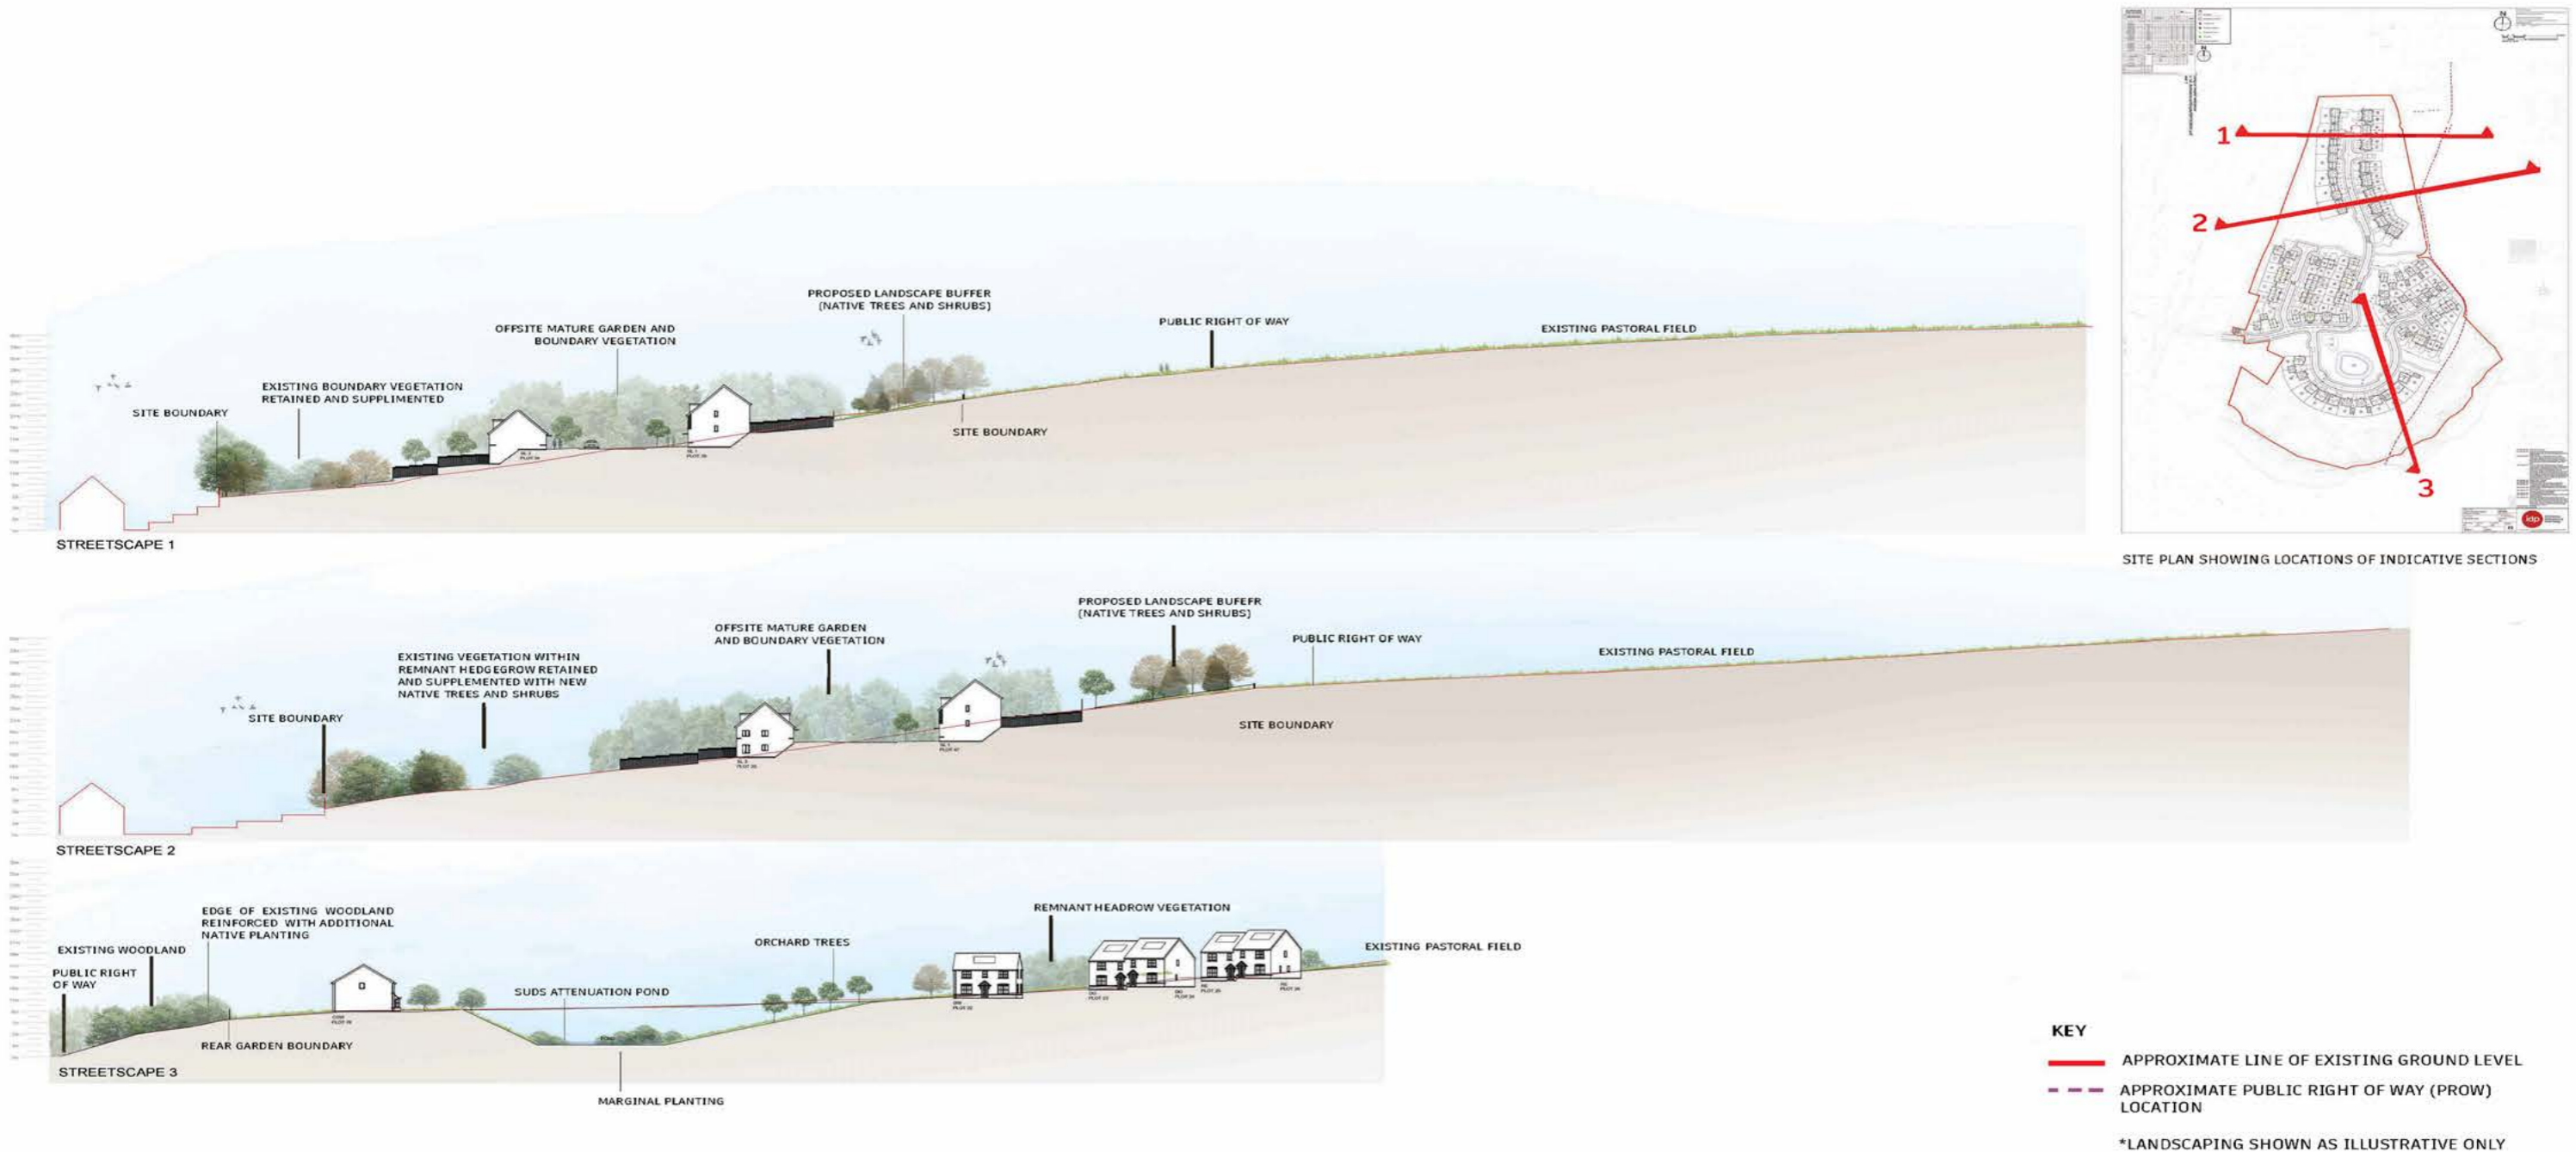 PROPOSED LANDSCAPE BUFFER
(NATIVE TREES AND SHRUBS)
OFFSITE MATURE GARDEN AND
BOUNDARY VEGETATION
PUBLIC RIGHT OF WAY
EXISTING PASTORAL FIELD
EXISTING BOUNDARY VEGETATION
RETAINED AND SUPPLIMENTED
SITE BOUNDARY
SITE BOUNDARY
STREETSCAPE 1
N
N
1
2
3
idp
SITE PLAN SHOWING LOCATIONS OF INDICATIVE SECTIONS
PROPOSED LANDSCAPE BUFEFR
(NATIVE TREES AND SHRUBS)
OFFSITE MATURE GARDEN
AND BOUNDARY VEGETATION
PUBLIC RIGHT OF WAY
EXISTING PASTORAL FIELD
EXISTING VEGETATION WITHIN
REMNANT HEDGEGROW RETAINED
AND SUPPLEMENTED WITH NEW
NATIVE TREES AND SHRUBS
SITE BOUNDARY
SITE BOUNDARY
STREETSCAPE 2
EDGE OF EXISTING WOODLAND
REINFORCED WITH ADDITIONAL
NATIVE PLANTING
EXISTING WOODLAND
PUBLIC RIGHT
OF WAY
REMNANT HEADROW VEGETATION
ORCHARD TREES
EXISTING PASTORAL FIELD
SUDS ATTENUATION POND
REAR GARDEN BOUNDARY
STREETSCAPE 3
MARGINAL PLANTING
KEY
APPROXIMATE LINE OF EXISTING GROUND LEVEL
APPROXIMATE PUBLIC RIGHT OF WAY (PROW)
LOCATION
*LANDSCAPING SHOWN AS ILLUSTRATIVE ONLY